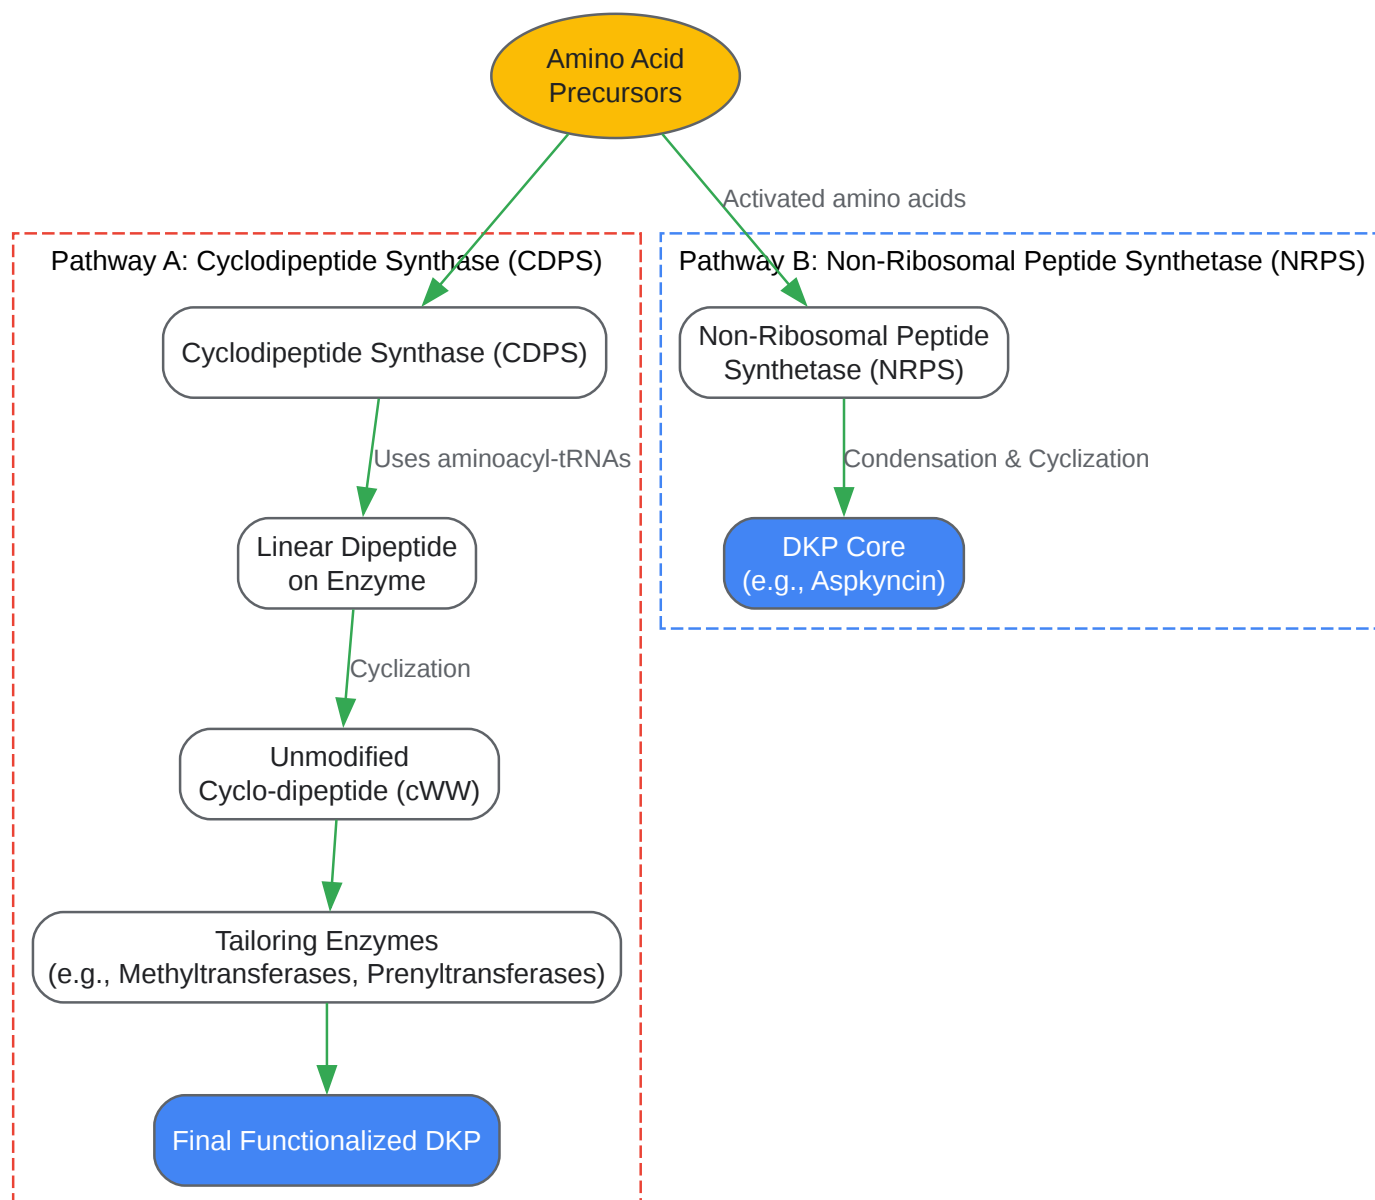 Amino Acid
Precursors
Activated amino acids
Pathway A: Cyclodipeptide Synthase (CDPS)
Pathway B: Non-Ribosomal Peptide Synthetase (NRPS)
Cyclodipeptide Synthase (CDPS)
Non-Ribosomal Peptide
Synthetase (NRPS)
Uses aminoacyl-tRNAs
Condensation & Cyclization
Linear Dipeptide
on Enzyme
DKP Core
(e.g., Aspkyncin)
Cyclization
Unmodified
Cyclo-dipeptide (cWW)
Tailoring Enzymes
(e.g., Methyltransferases, Prenyltransferases)
Final Functionalized DKP